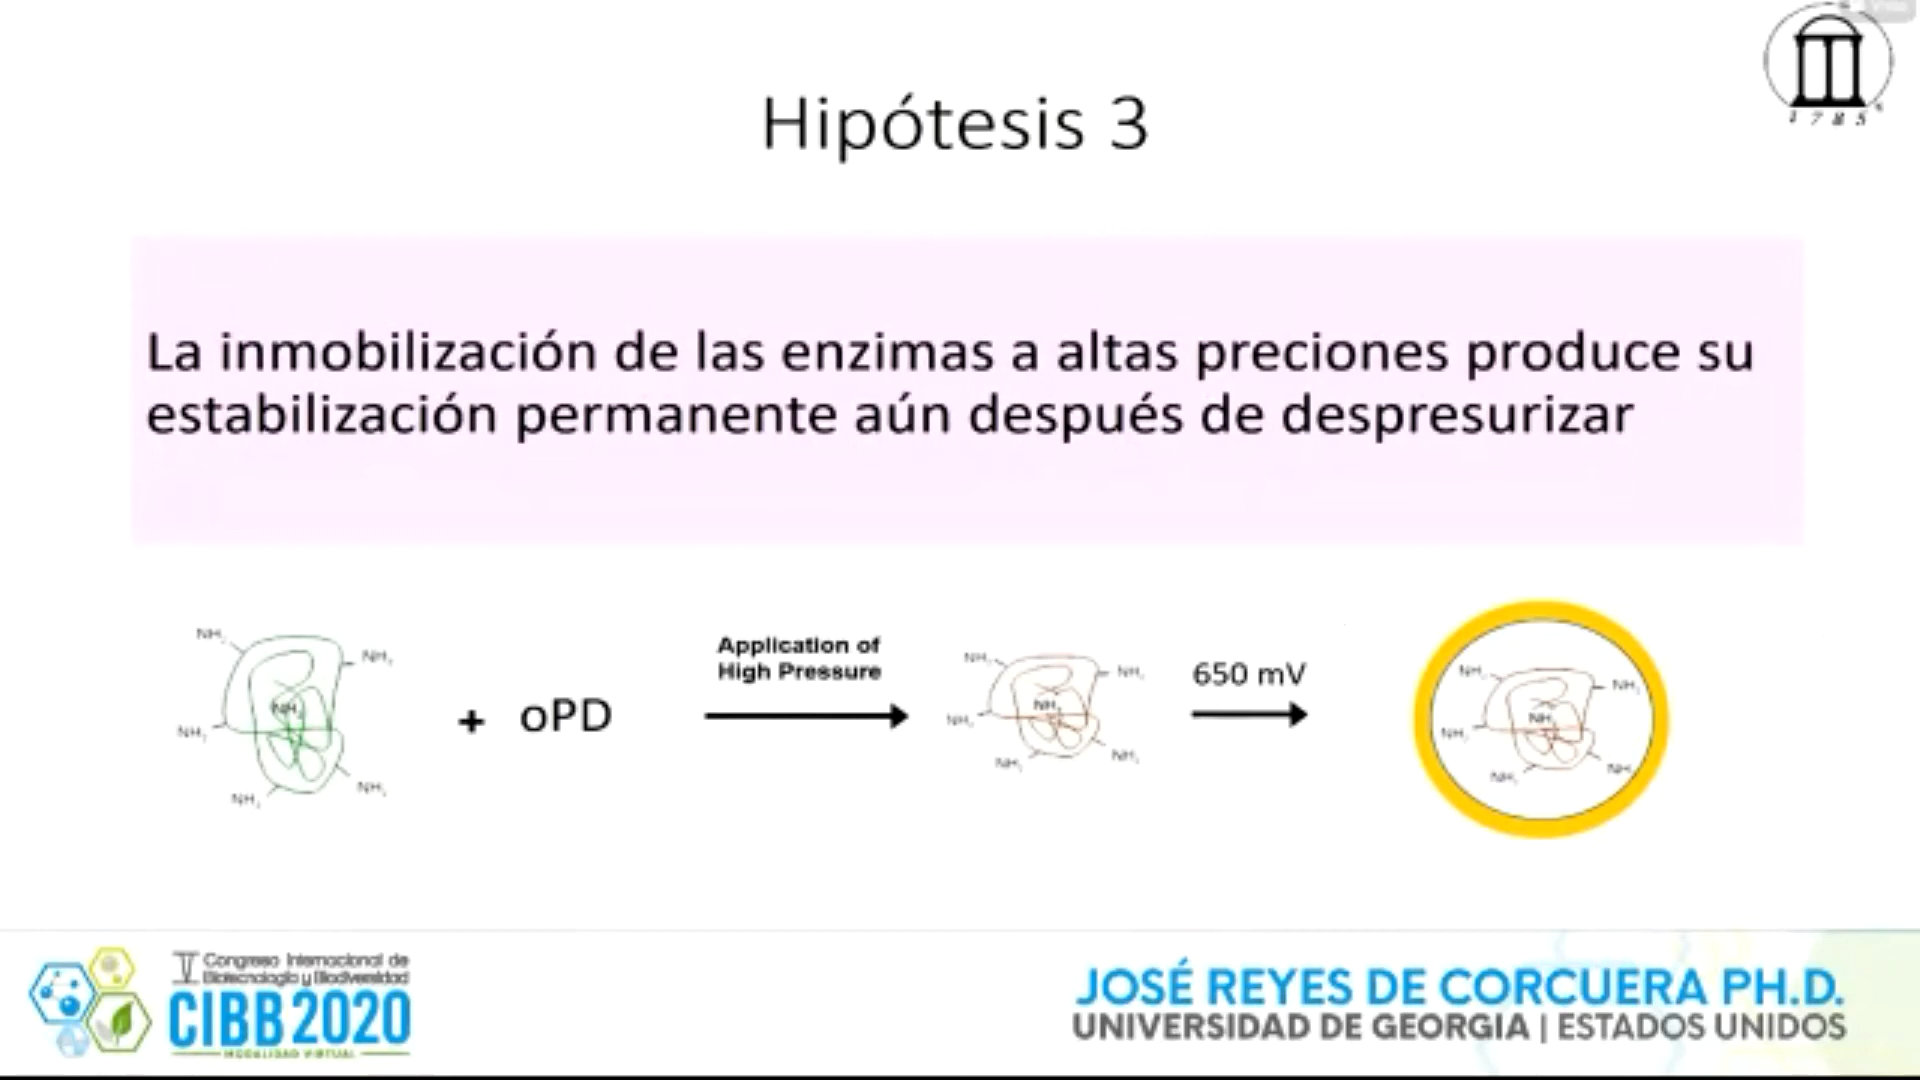 1785
Hipótesis 3
La inmobilización de las enzimas a altas preciones produce su
estabilización permanente aún después de despresurizar
NH2
NH2
NH2
NH2
NH2
NH2
+ oPD
Application of
High Pressure
NH2
NH2
NH2
NH2
NH2
NH2
650 mV
NH2
NH2
NH2
NH2
NH2
NH2
V Congreso Internacional de
Biotecnología y Biodiversidad
CIBB 2020
MODALIDAD VIRTUAL
JOSÉ REYES DE CORCUERA PH.D.
UNIVERSIDAD DE GEORGIA | ESTADOS UNIDOS